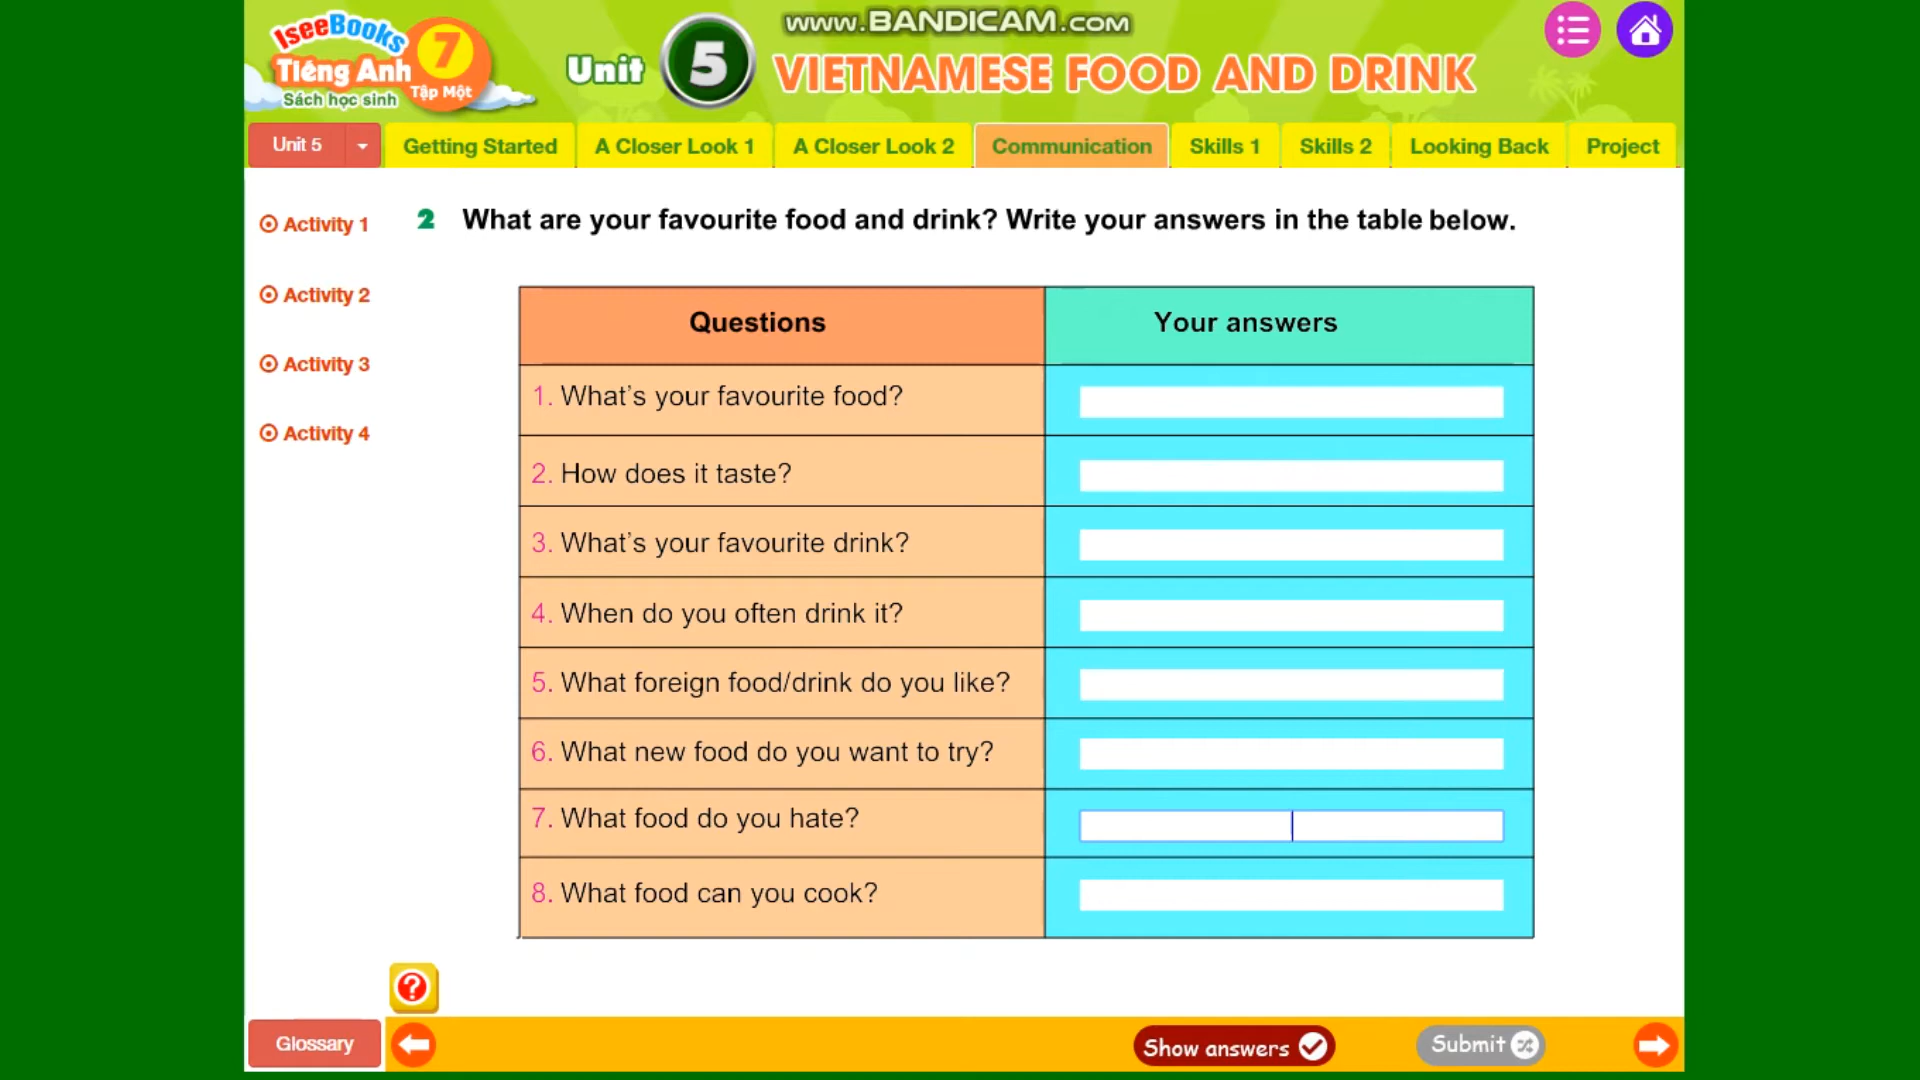 www.BANDICAM.com
IseeBooks
Tiếng Anh 7
Sách học sinh Tập Một
Unit 5 VIETNAMESE FOOD AND DRINK
Unit 5 Getting Started A Closer Look 1 A Closer Look 2 Communication Skills 1 Skills 2 Looking Back Project
Activity 1
Activity 2
Activity 3
Activity 4
2 What are your favourite food and drink? Write your answers in the table below.
Questions Your answers
1. What's your favourite food?
2. How does it taste?
3. What's your favourite drink?
4. When do you often drink it?
5. What foreign food/drink do you like?
6. What new food do you want to try?
7. What food do you hate?
8. What food can you cook?
?
Glossary Show answers Submit